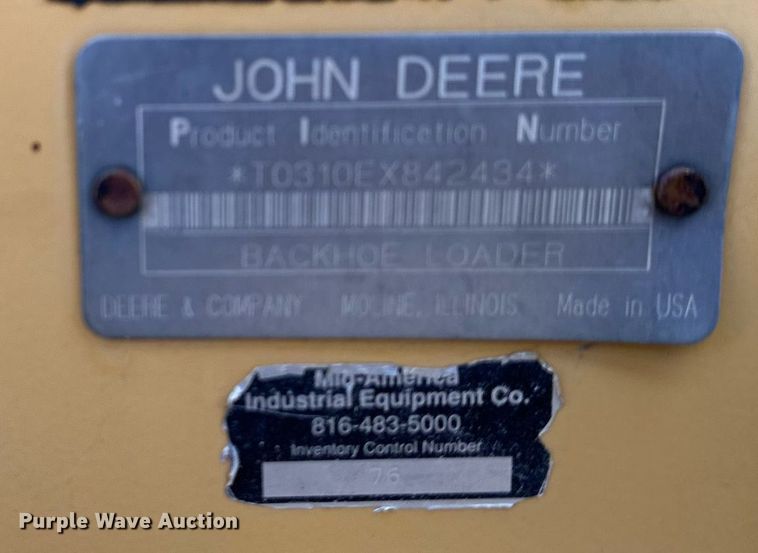 JOHN DEERE
Product Identification Number
*T0310EX842434*
BACKHOE LOADER
DEERE & COMPANY MOLINE, ILLINOIS Made in USA
Mid-America
Industrial Equipment Co.
816-483-5000
Inventory Control Number
76
Purple Wave Auction